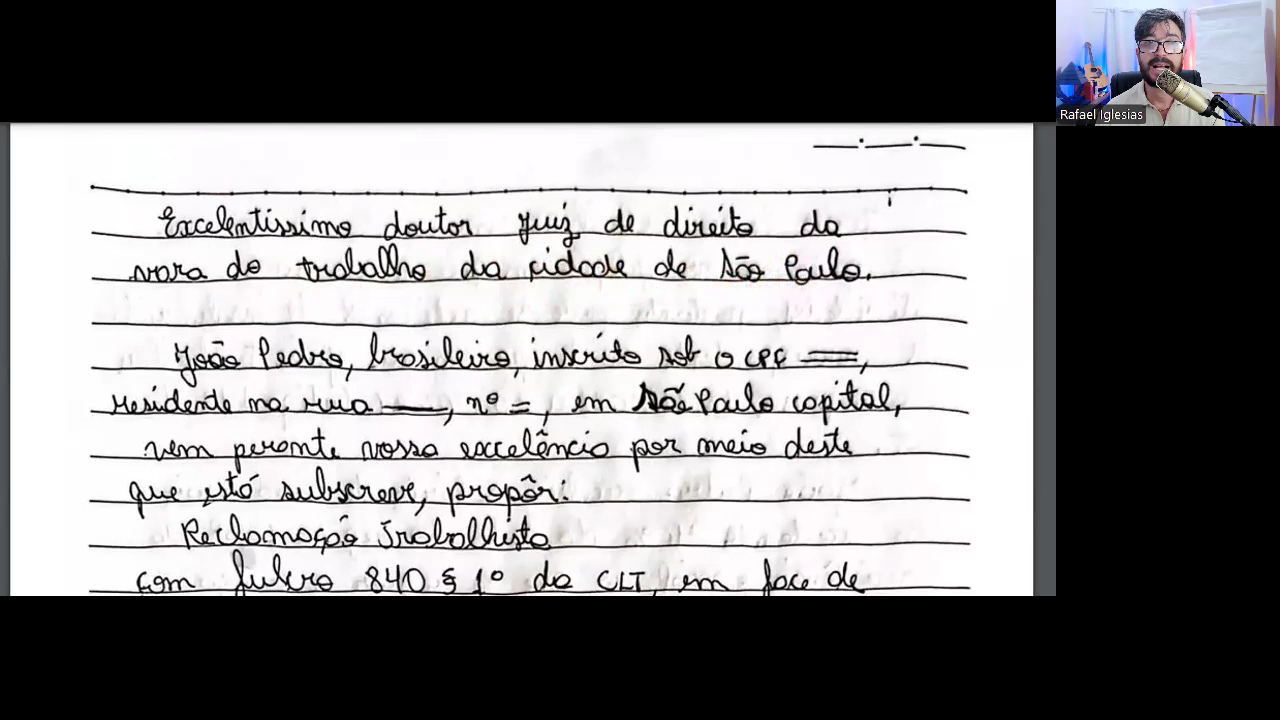 Rafael Iglesias
Excelentíssimo doutor juiz de direito da
vara do trabalho da cidade de São Paulo.
João Pedro, brasileiro, inscrito sob o CPF ,
residente na rua , nº = , em São Paulo capital,
vem perante vossa excelência por meio deste
que está subscreve, propôr:
Reclamação Trabalhista
com fulcro 840 § 1º da CLT, em face de